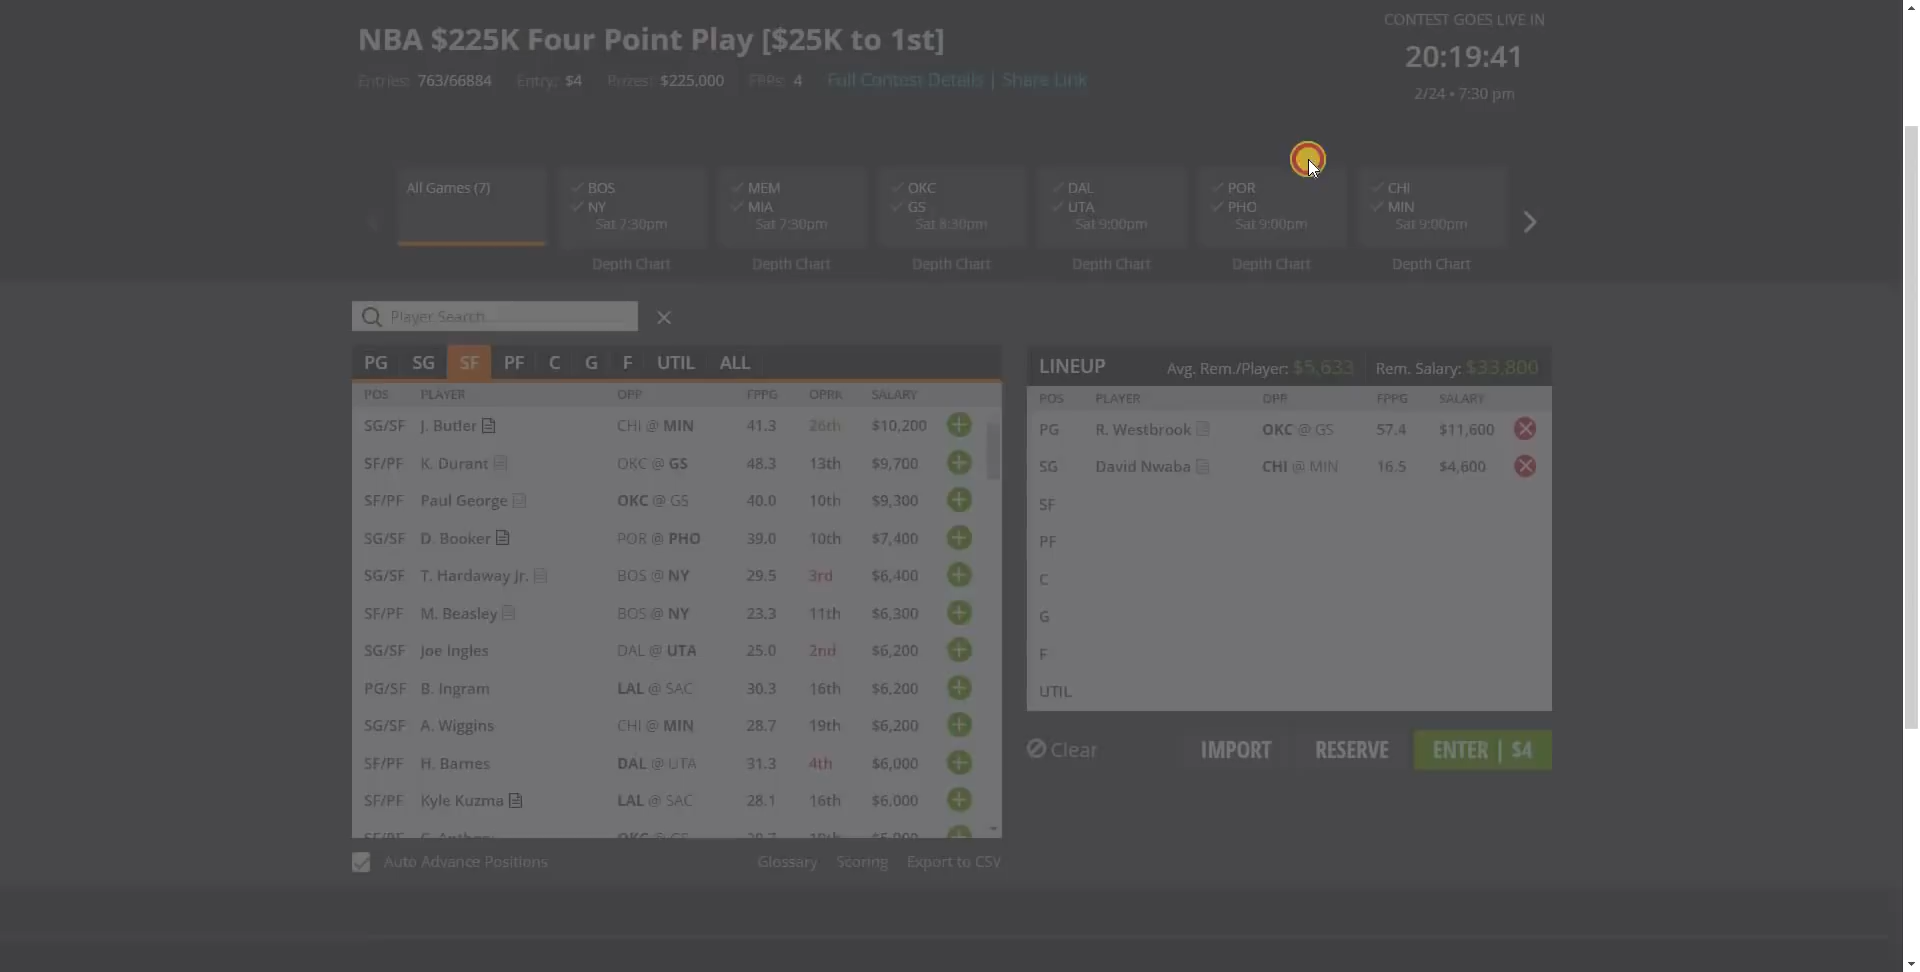 NBA $225K Four Point Play [$25K to 1st]
Entries: 763/66884 Entry: $4 Prizes: $225,000 FPPs: 4 Full Contest Details | Share Link
CONTEST GOES LIVE IN
20:19:41
2/24 • 7:30 pm
All Games (7)
BOS
NY
Sat 7:30pm
Depth Chart
MEM
MIA
Sat 7:30pm
Depth Chart
OKC
GS
Sat 8:30pm
Depth Chart
DAL
UTA
Sat 9:00pm
Depth Chart
POR
PHO
Sat 9:00pm
Depth Chart
CHI
MIN
Sat 9:00pm
Depth Chart
Player Search...
PG SG SF PF C G F UTIL ALL
POS PLAYER OPP FPPG OPRK SALARY
SG/SF J. Butler CHI @ MIN 41.3 26th $10,200
SF/PF K. Durant OKC @ GS 48.3 13th $9,700
SF/PF Paul George OKC @ GS 40.0 10th $9,300
SG/SF D. Booker POR @ PHO 39.0 10th $7,400
SG/SF T. Hardaway Jr. BOS @ NY 29.5 3rd $6,400
SF/PF M. Beasley BOS @ NY 23.3 11th $6,300
SG/SF Joe Ingles DAL @ UTA 25.0 2nd $6,200
PG/SF B. Ingram LAL @ SAC 30.3 16th $6,200
SG/SF A. Wiggins CHI @ MIN 28.7 19th $6,200
SF/PF H. Barnes DAL @ UTA 31.3 4th $6,000
SF/PF Kyle Kuzma LAL @ SAC 28.1 16th $6,000
Auto Advance Positions Glossary Scoring Export to CSV
LINEUP Avg. Rem./Player: $5,633 Rem. Salary: $33,800
POS PLAYER OPP FPPG SALARY
PG R. Westbrook OKC @ GS 57.4 $11,600
SG David Nwaba CHI @ MIN 16.5 $4,600
SF
PF
C
G
F
UTIL
Clear IMPORT RESERVE ENTER | $4